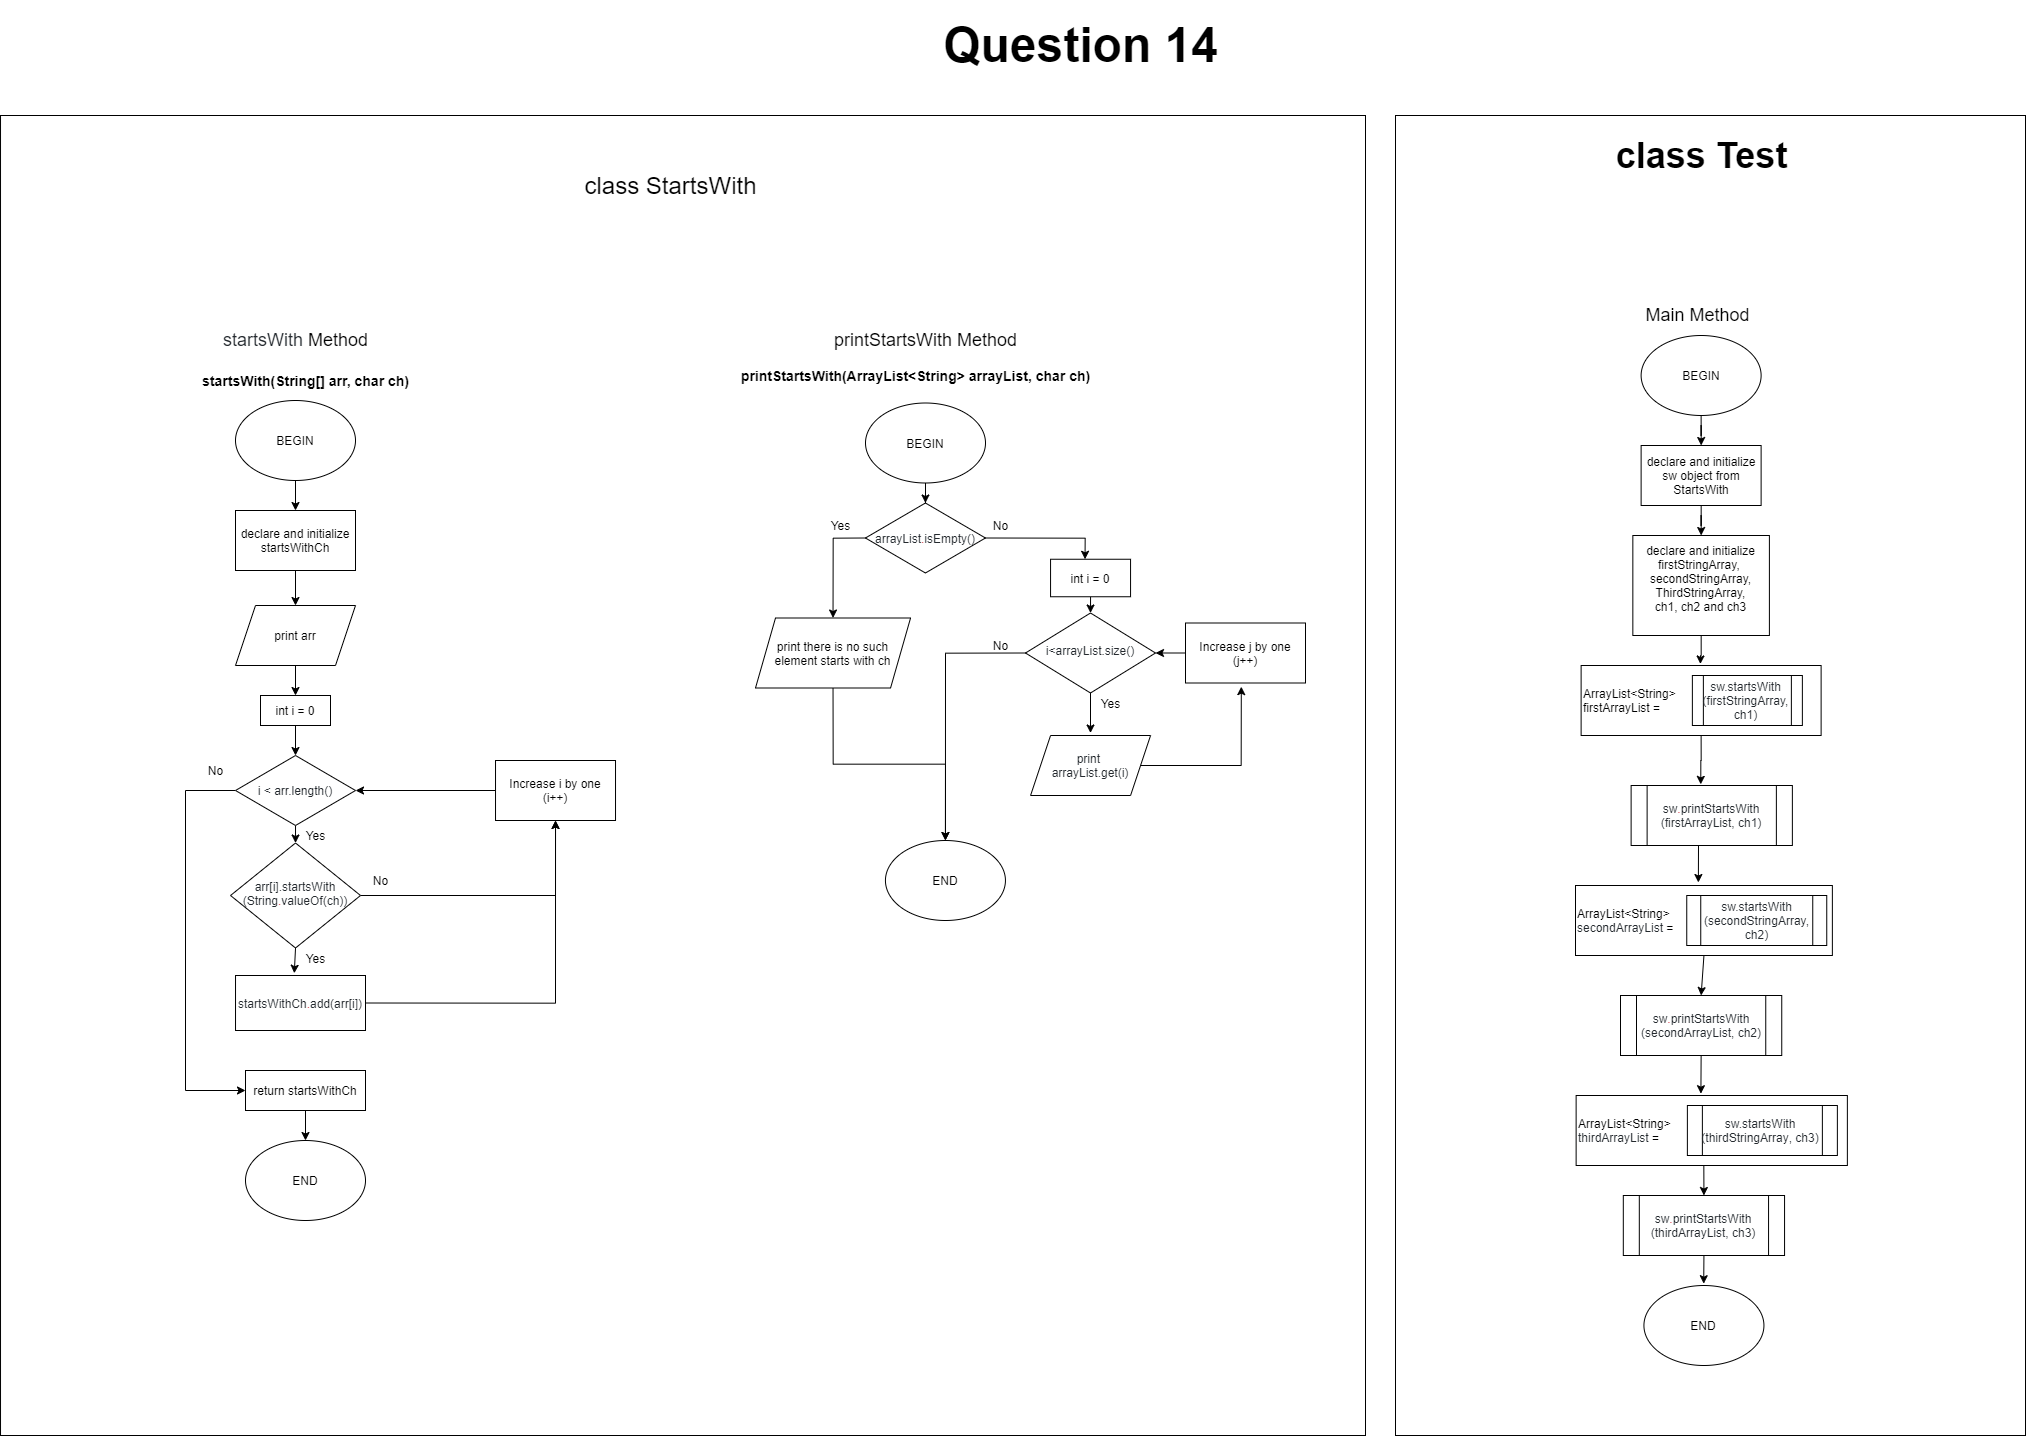 Question 14
class StartsWith
startsWith Method
startsWith(String[] arr, char ch)
BEGIN
declare and initialize
startsWithCh
print arr
int i = 0
No
i < arr.length()
Increase i by one
(i++)
Yes
arr[i].startsWith
(String.valueOf(ch))
No
Yes
startsWithCh.add(arr[i])
return startsWithCh
END
printStartsWith Method
printStartsWith(ArrayList<String> arrayList, char ch)
BEGIN
Yes
arrayList.isEmpty()
No
int i = 0
print there is no such
element starts with ch
No
i<arrayList.size()
Increase j by one
(j++)
Yes
print
arrayList.get(i)
END
class Test
Main Method
BEGIN
declare and initialize
sw object from
StartsWith
declare and initialize
firstStringArray,
secondStringArray,
ThirdStringArray,
ch1, ch2 and ch3
ArrayList<String>
firstArrayList =
sw.startsWith
(firstStringArray,
ch1)
sw.printStartsWith
(firstArrayList, ch1)
ArrayList<String>
secondArrayList =
sw.startsWith
(secondStringArray,
ch2)
sw.printStartsWith
(secondArrayList, ch2)
ArrayList<String>
thirdArrayList =
sw.startsWith
(thirdStringArray, ch3)
sw.printStartsWith
(thirdArrayList, ch3)
END